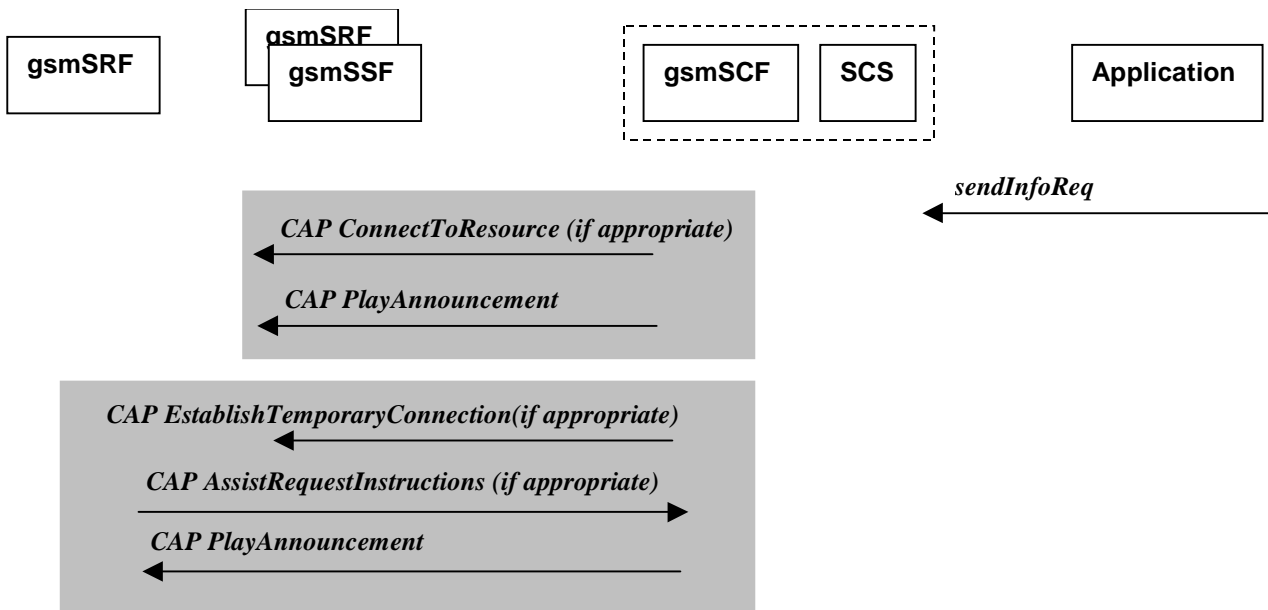 gsmSRF
gsmSRF
gsmSSF
gsmSCF
SCS
Application
sendInfoReq
CAP ConnectToResource (if appropriate)
CAP PlayAnnouncement
CAP EstablishTemporaryConnection(if appropriate)
CAP AssistRequestInstructions (if appropriate)
CAP PlayAnnouncement